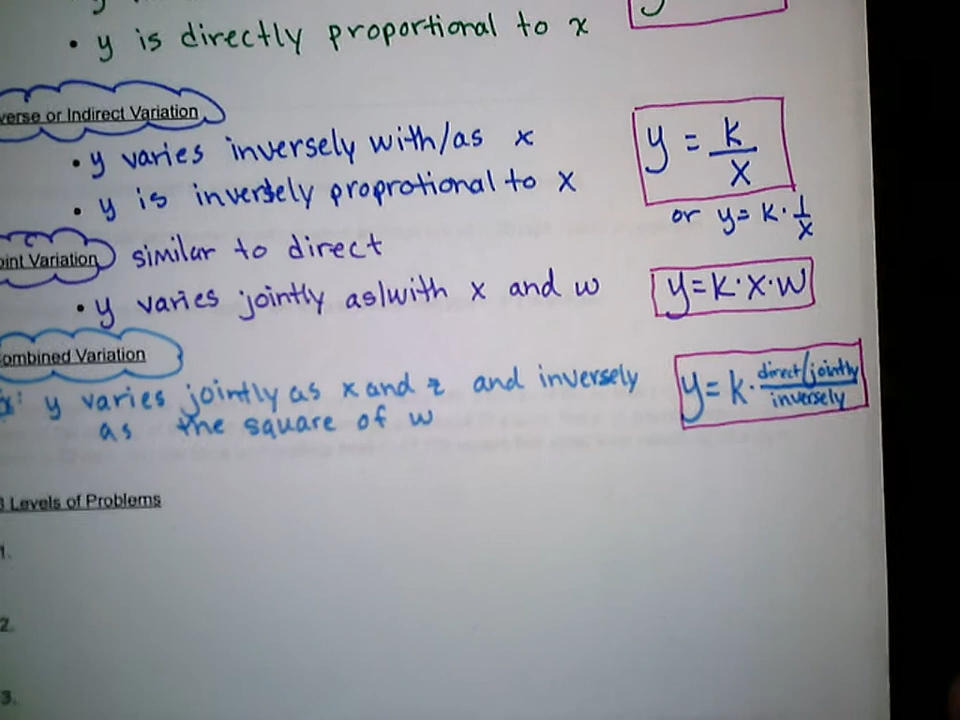 • y is directly proportional to x
verse or Indirect Variation
• y varies inversely with/as x
y = k/x
• y is inversely proprotional to x
or y = k · 1/x
oint Variation similar to direct
• y varies jointly as/with x and w
y = k · x · w
ombined Variation
x: y varies jointly as x and z and inversely
as the square of w
y = k · direct/jointly / inversely
3 Levels of Problems
1.
2.
3.